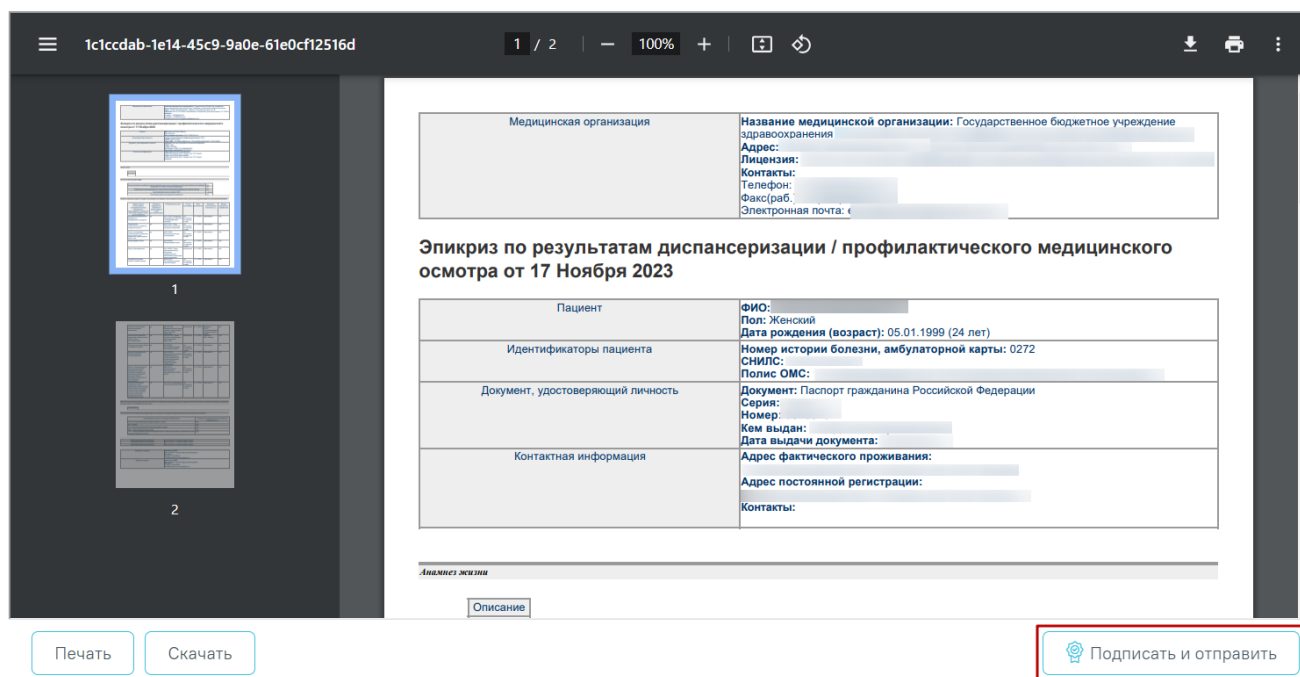 1c1ccdab-1e14-45c9-9a0e-61e0cf12516d
1 / 2
100%
1
2
Медицинская организация
Название медицинской организации: Государственное бюджетное учреждение
здравоохранения
Адрес:
Лицензия:
Контакты:
Телефон:
Факс(раб.
Электронная почта:
Эпикриз по результатам диспансеризации / профилактического медицинского
осмотра от 17 Ноября 2023
Пациент
ФИО:
Пол: Женский
Дата рождения (возраст): 05.01.1999 (24 лет)
Идентификаторы пациента
Номер истории болезни, амбулаторной карты: 0272
СНИЛС:
Полис ОМС:
Документ, удостоверяющий личность
Документ: Паспорт гражданина Российской Федерации
Серия:
Номер:
Кем выдан:
Дата выдачи документа:
Контактная информация
Адрес фактического проживания:
Адрес постоянной регистрации:
Контакты:
Анамнез жизни
Описание
Печать
Скачать
Подписать и отправить